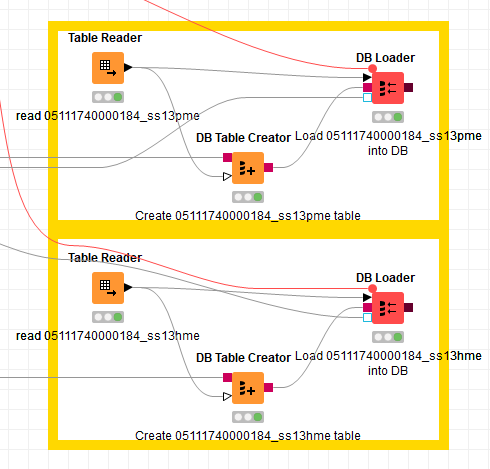 Table Reader
DB Loader
read 05111740000184_ss13pme
DB Table Creator
Load 05111740000184_ss13pme
into DB
Create 05111740000184_ss13pme table
Table Reader
DB Loader
read 05111740000184_ss13hme
DB Table Creator
Load 05111740000184_ss13hme
into DB
Create 05111740000184_ss13hme table